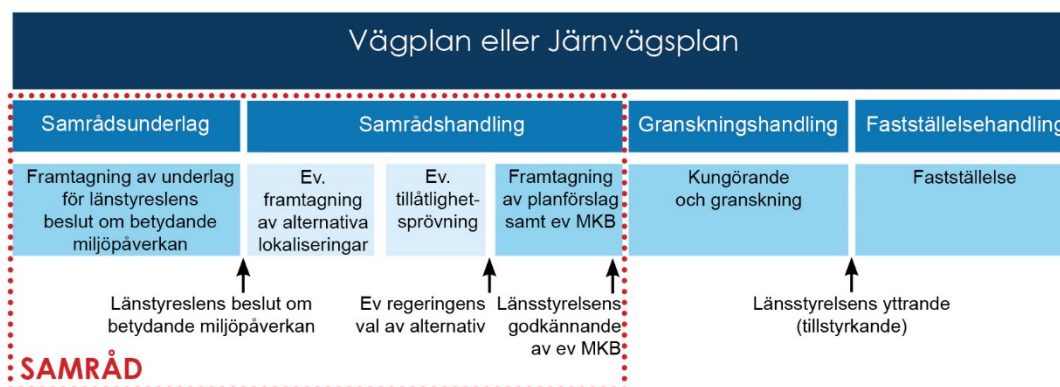 Vägplan eller Järnvägsplan
Samrådsunderlag
Samrådshandling
Granskningshandling
Fastställelsehandling
Framtagning av underlag
för länstyreslens
beslut om betydande
miljöpåverkan
Ev.
framtagning
av alternativa
lokaliseringar
Ev.
tillåtlighet-
sprövning
Framtagning
av planförslag
samt ev MKB
Kungörande
och granskning
Fastställelse
Länstyreslens beslut om
betydande miljöpåverkan
Ev regeringens
val av alternativ
Länsstyrelsens
godkännande
av ev MKB
Länsstyrelsens yttrande
(tillstyrkande)
SAMRÅD